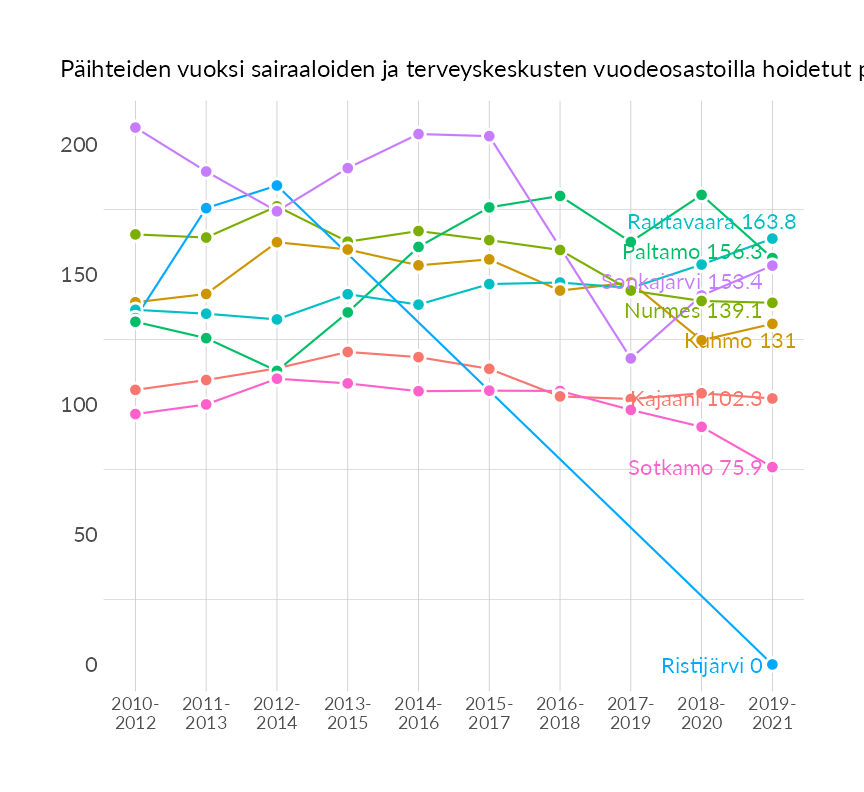 Päihteiden vuoksi sairaaloiden ja terveyskeskusten vuodeosastoilla hoidetut
200
150
100
50
0
Rautavaara 163.8
Paltamo 156.3
Sonkajärvi 153.4
Nurmes 139.1
Kuhmo 131
Kajaani 102.3
Sotkamo 75.9
Ristijärvi 0
2010- 2011- 2012- 2013- 2014- 2015- 2016- 2017- 2018- 2019-
2012 2013 2014 2015 2016 2017 2018 2019 2020 2021